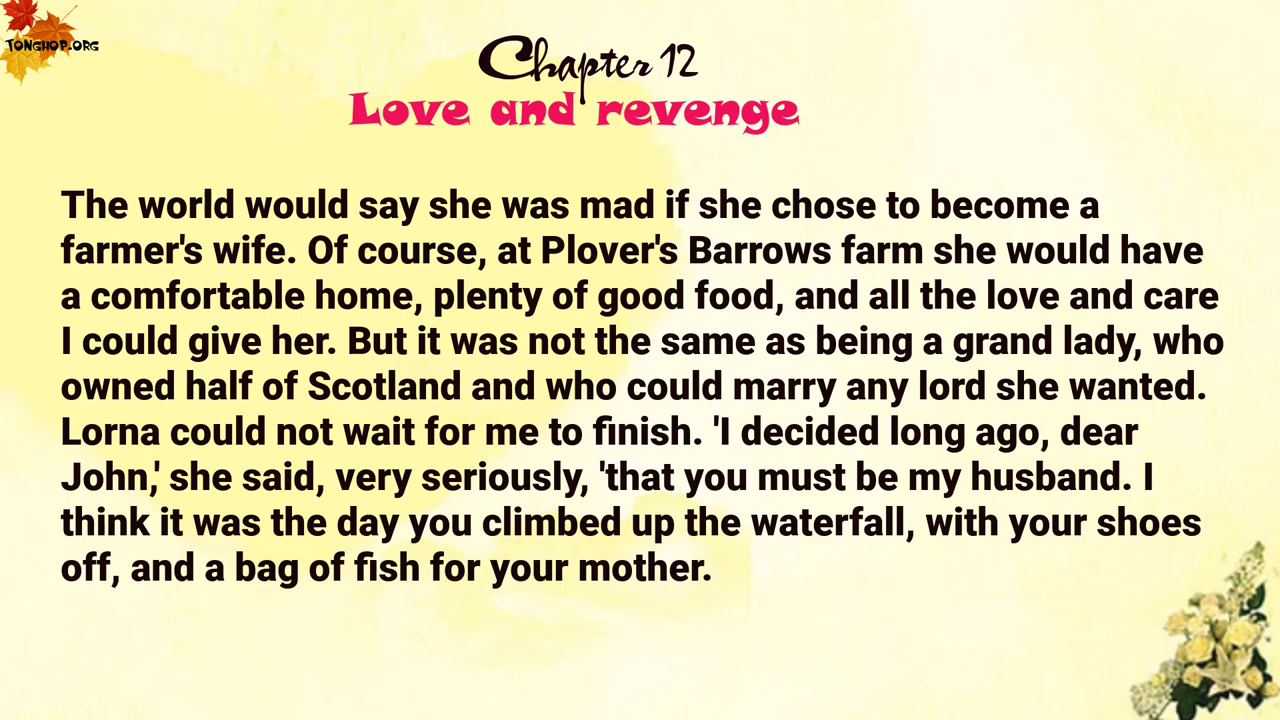 TONGHOP.ORG
Chapter 12
Love and revenge
The world would say she was mad if she chose to become a
farmer's wife. Of course, at Plover's Barrows farm she would have
a comfortable home, plenty of good food, and all the love and care
I could give her. But it was not the same as being a grand lady, who
owned half of Scotland and who could marry any lord she wanted.
Lorna could not wait for me to finish. 'I decided long ago, dear
John,' she said, very seriously, 'that you must be my husband. I
think it was the day you climbed up the waterfall, with your shoes
off, and a bag of fish for your mother.